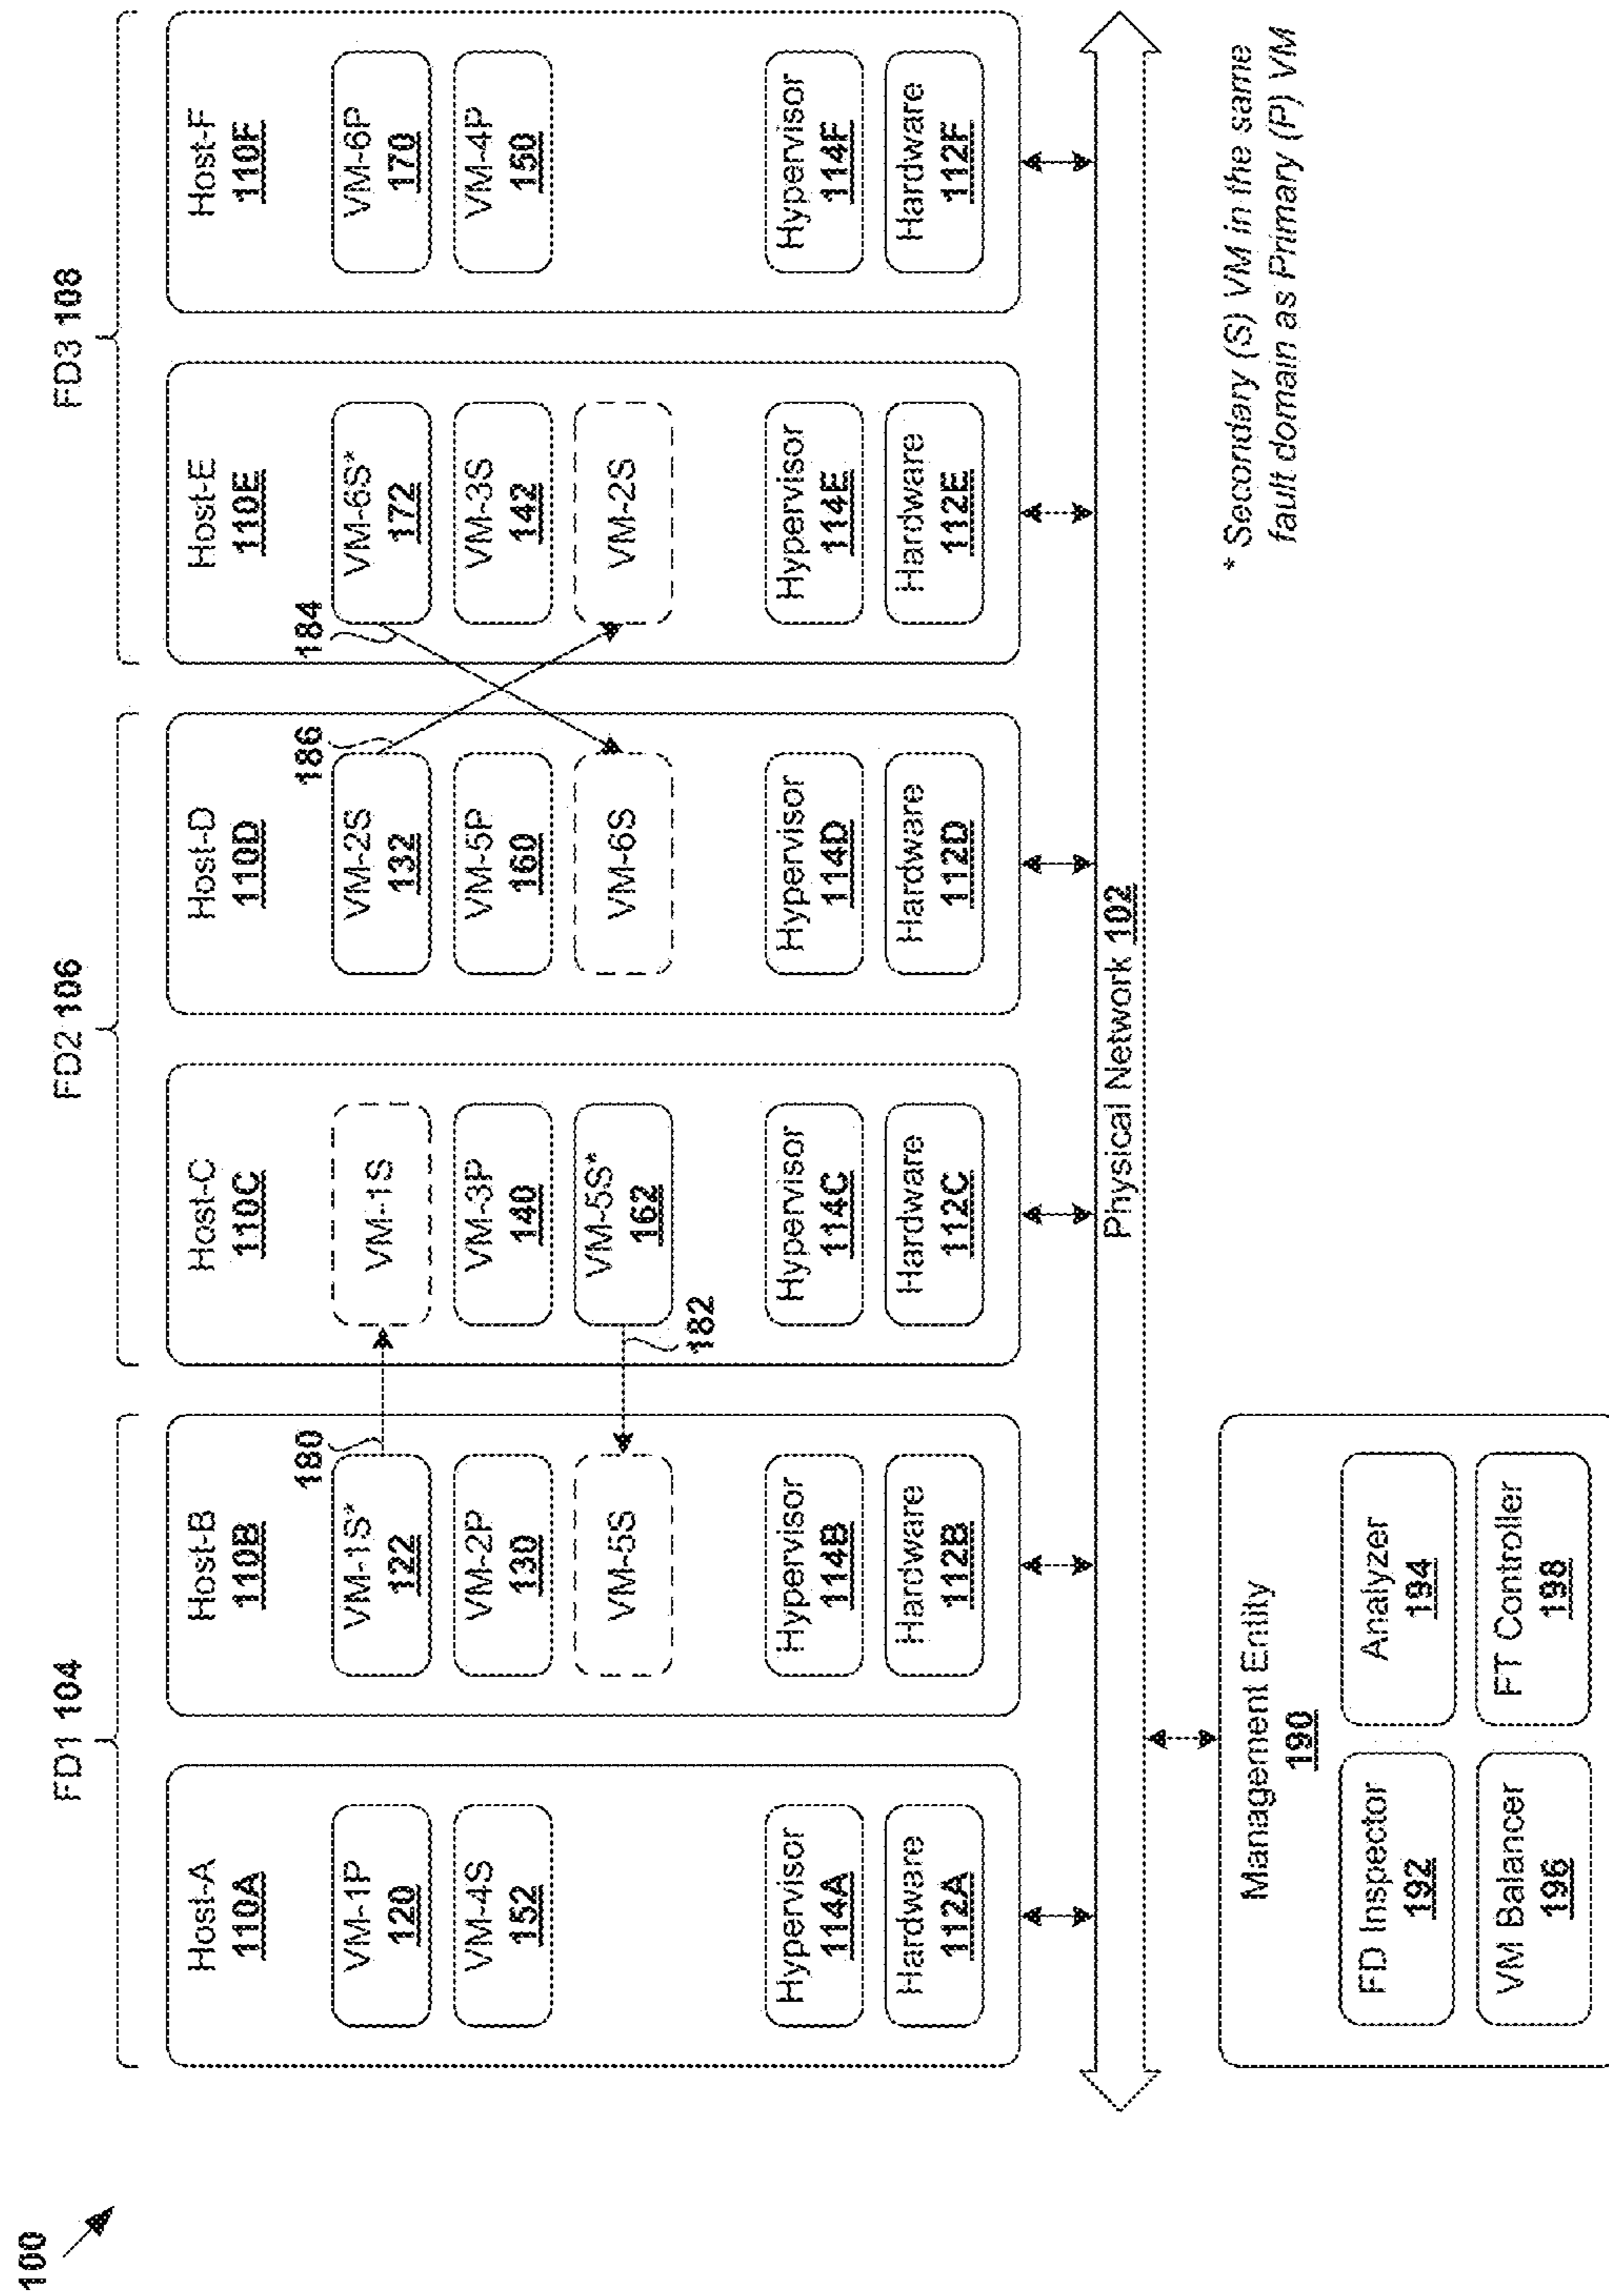 100
FD1 104
FD2 106
FD3 108
Host-A
110A
VM-1P
120
VM-4S
152
Hypervisor
114A
Hardware
112A
Host-B
110B
180
VM-1S*
122
VM-2P
130
VM-5S
Hypervisor
114B
Hardware
112B
Host-C
110C
VM-1S
VM-3P
140
VM-5S*
162
182
Hypervisor
114C
Hardware
112C
Host-D
110D
186
VM-2S
132
VM-5P
160
VM-6S
Hypervisor
114D
Hardware
112D
Host-E
110E
184
VM-6S*
172
VM-3S
142
VM-2S
Hypervisor
114E
Hardware
112E
Host-F
110F
VM-6P
170
VM-4P
150
Hypervisor
114F
Hardware
112F
Physical Network 102
Management Entity
190
FD Inspector
192
Analyzer
194
VM Balancer
196
FT Controller
198
* Secondary (S) VM in the same
fault domain as Primary (P) VM